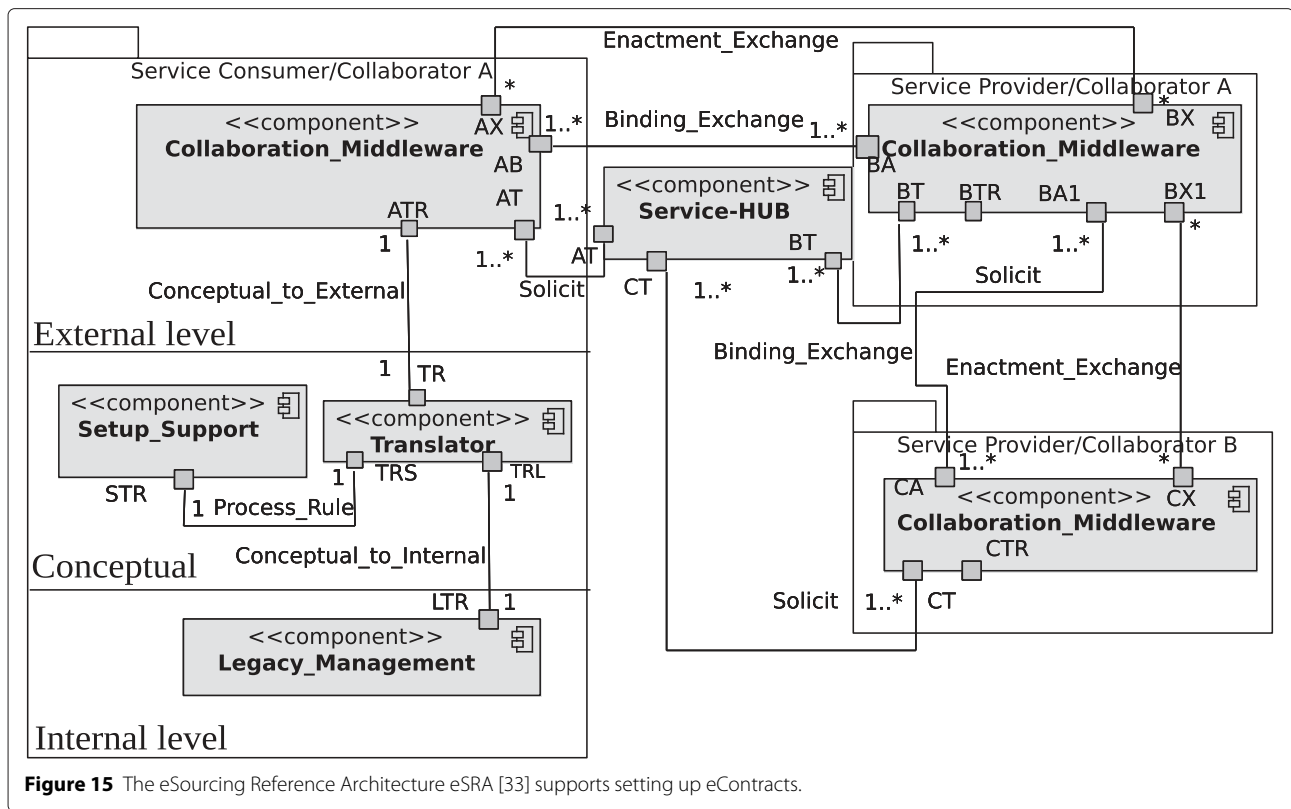 Enactment_Exchange
Service Consumer/Collaborator A
*
Service Provider/Collaborator A
<<component>>
Collaboration_Middleware
AX
1..*
AB
AT
ATR
1
1..*
Binding_Exchange
1..*
<<component>>
Collaboration_Middleware
*
BX
BA
BT
BTR
BA1
BX1
1..*
1..*
*
<<component>>
Service-HUB
1..*
AT
CT
BT
1..*
1..*
Solicit
Solicit
Conceptual_to_External
External level
Binding_Exchange
Enactment_Exchange
1
TR
<<component>>
Setup_Support
STR
<<component>>
Translator
TRS
TRL
1
1
1
Process_Rule
Conceptual_to_Internal
Conceptual
Service Provider/Collaborator B
1..*
*
CA
CX
<<component>>
Collaboration_Middleware
CTR
Solicit
1..*
CT
LTR
1
<<component>>
Legacy_Management
Internal level
Figure 15 The eSourcing Reference Architecture eSRA [33] supports setting up eContracts.